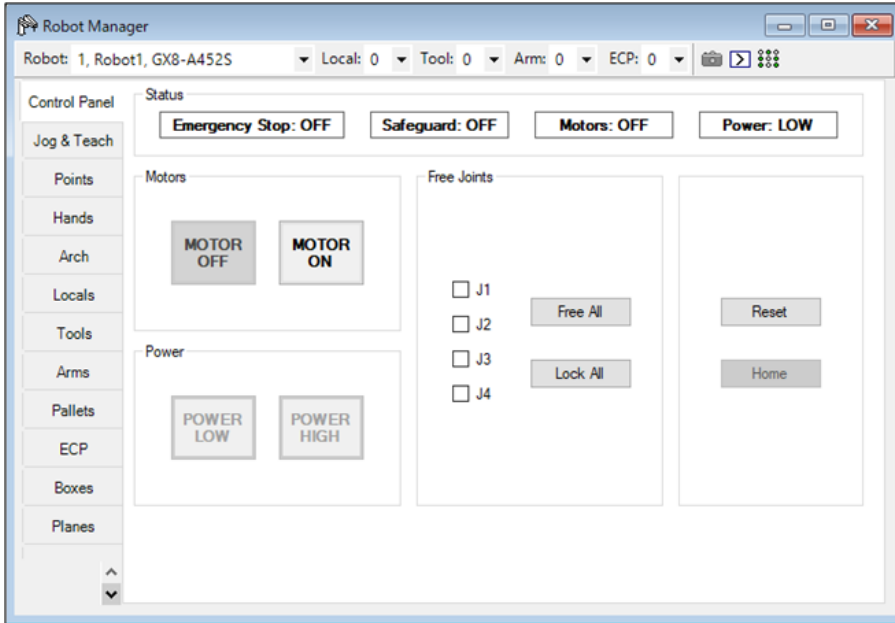 Robot Manager
Robot: 1, Robot1, GX8-A452S Local: 0 Tool: 0 Arm: 0 ECP: 0
Control Panel
Jog & Teach
Points
Hands
Arch
Locals
Tools
Arms
Pallets
ECP
Boxes
Planes
Status
Emergency Stop: OFF Safeguard: OFF Motors: OFF Power: LOW
Motors
MOTOR
OFF
MOTOR
ON
Power
POWER
LOW
POWER
HIGH
Free Joints
J1
J2
J3
J4
Free All
Lock All
Reset
Home